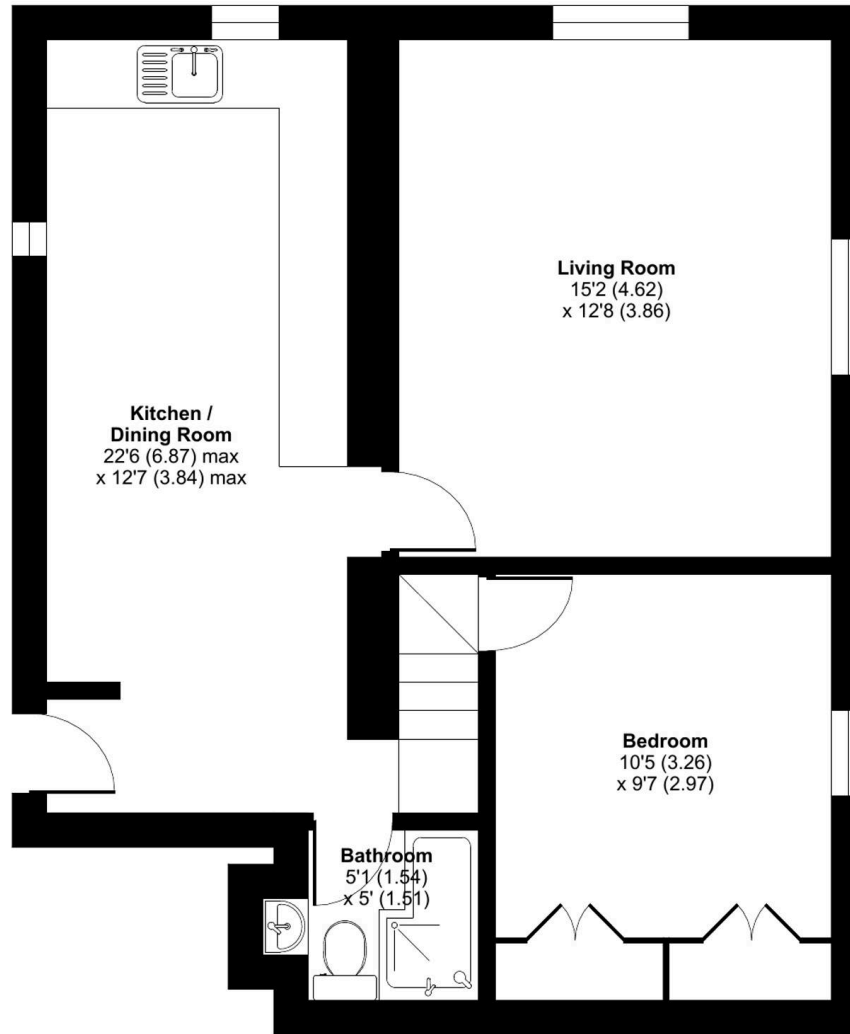 Living Room
15'2 (4.62)
x 12'8 (3.86)
Kitchen /
Dining Room
22'6 (6.87) max
x 12'7 (3.84) max
Bedroom
10'5 (3.26)
x 9'7 (2.97)
Bathroom
5'1 (1.54)
x 5' (1.51)